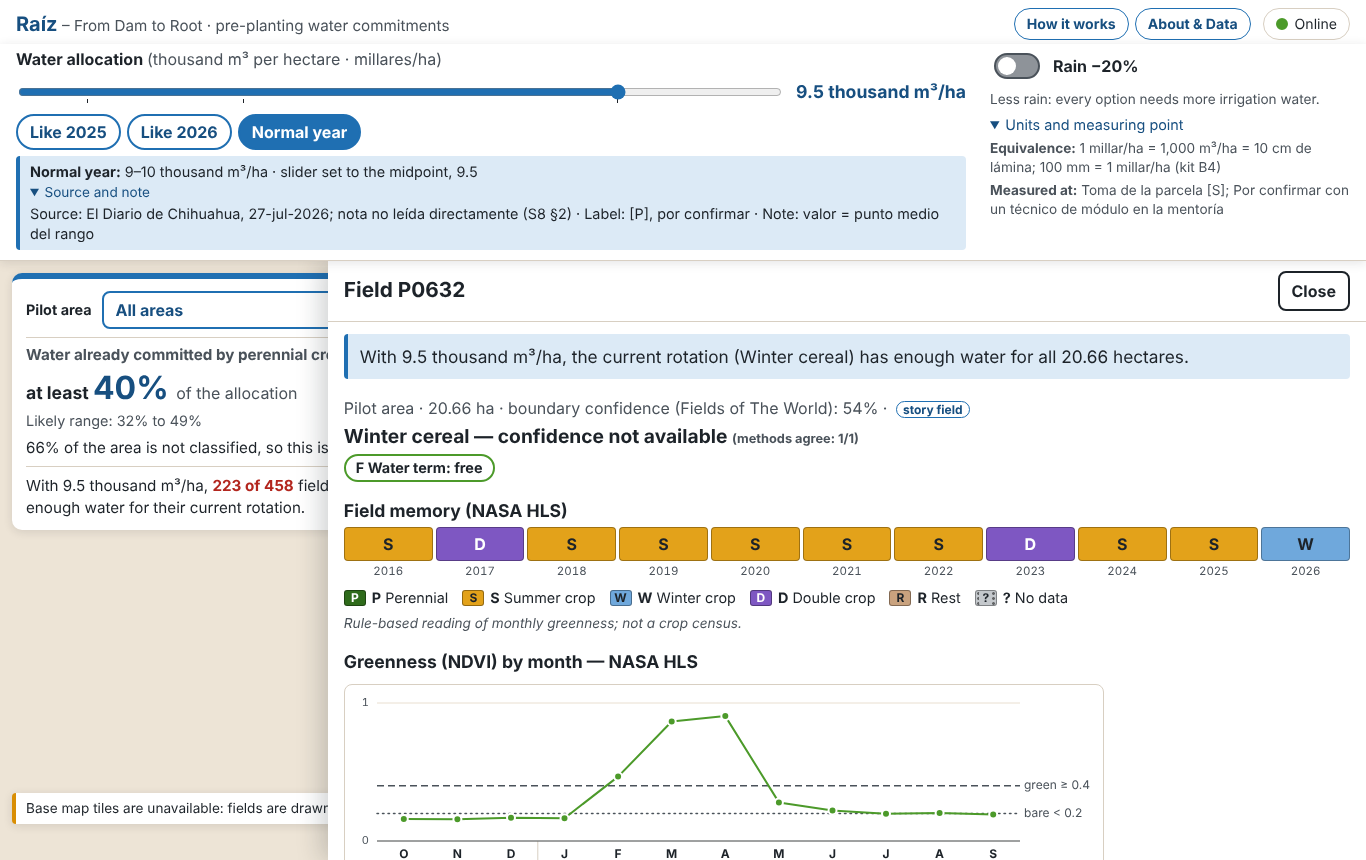 Raíz – From Dam to Root · pre-planting water commitments
How it works
About & Data
Online
Water allocation (thousand m³ per hectare · millares/ha)
9.5 thousand m³/ha
Like 2025
Like 2026
Normal year
Normal year: 9–10 thousand m³/ha · slider set to the midpoint, 9.5
▼ Source and note
Source: El Diario de Chihuahua, 27-jul-2026; nota no leída directamente (S8 §2) · Label: [P], por confirmar · Note: valor = punto medio
del rango
Rain −20%
Less rain: every option needs more irrigation water.
▼ Units and measuring point
Equivalence: 1 millar/ha = 1,000 m³/ha = 10 cm de
lámina; 100 mm = 1 millar/ha (kit B4)
Measured at: Toma de la parcela [S]; Por confirmar con
un técnico de módulo en la mentoría
Pilot area
All areas
Water already committed by perennial cr
at least 40% of the allocation
Likely range: 32% to 49%
66% of the area is not classified, so this is
With 9.5 thousand m³/ha, 223 of 458 field
enough water for their current rotation.
Base map tiles are unavailable: fields are drawn
Field P0632
Close
With 9.5 thousand m³/ha, the current rotation (Winter cereal) has enough water for all 20.66 hectares.
Pilot area · 20.66 ha · boundary confidence (Fields of The World): 54% · story field
Winter cereal — confidence not available (methods agree: 1/1)
F Water term: free
Field memory (NASA HLS)
S D S S S S S D S S W
2016 2017 2018 2019 2020 2021 2022 2023 2024 2025 2026
P P Perennial S S Summer crop W W Winter crop D D Double crop R R Rest ? ? No data
Rule-based reading of monthly greenness; not a crop census.
Greenness (NDVI) by month — NASA HLS
1
green ≥ 0.4
bare < 0.2
0
O N D J F M A M J J A S